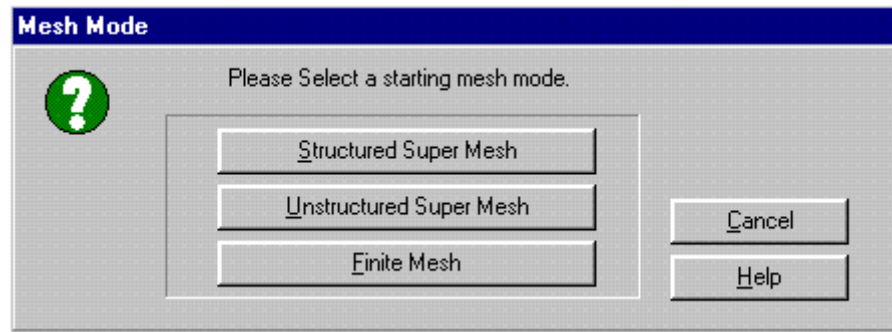 Mesh Mode
Please Select a starting mesh mode.
Structured Super Mesh
Unstructured Super Mesh
Finite Mesh
Cancel
Help